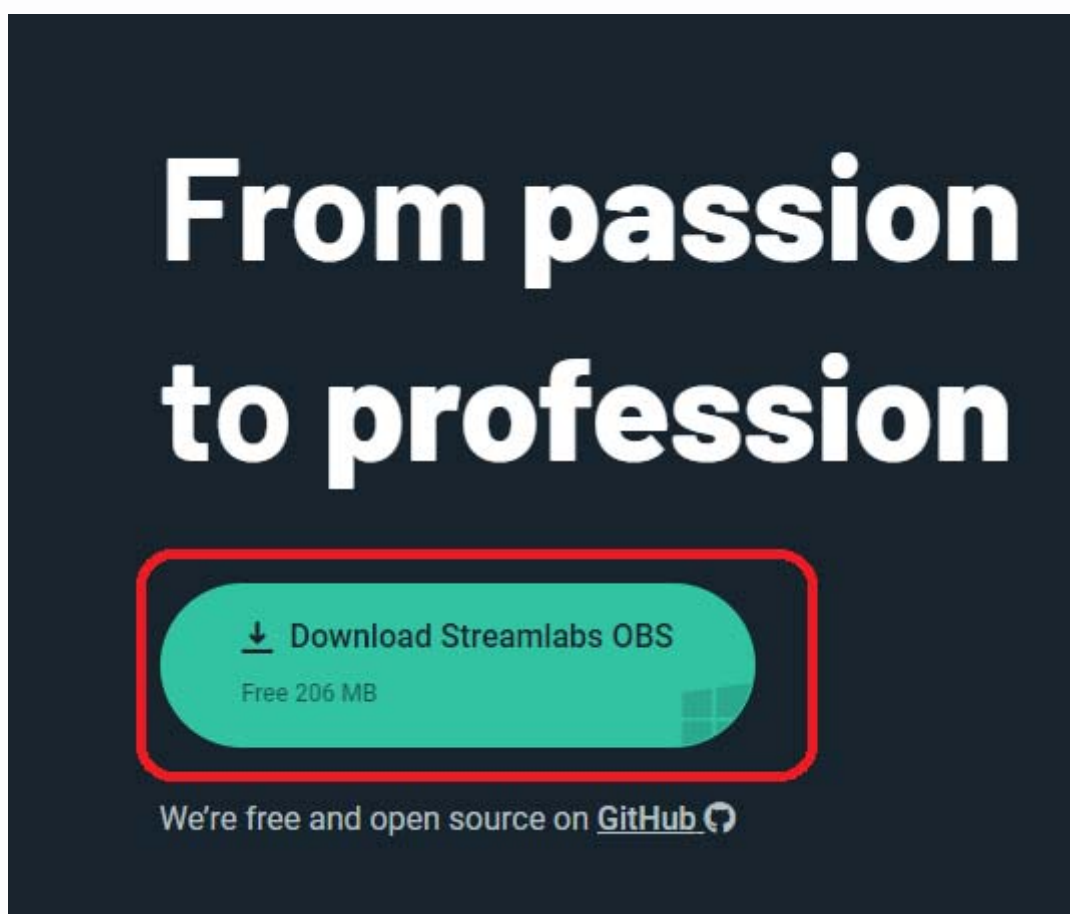 From passion
to profession
Download Streamlabs OBS
Free 206 MB
We're free and open source on GitHub